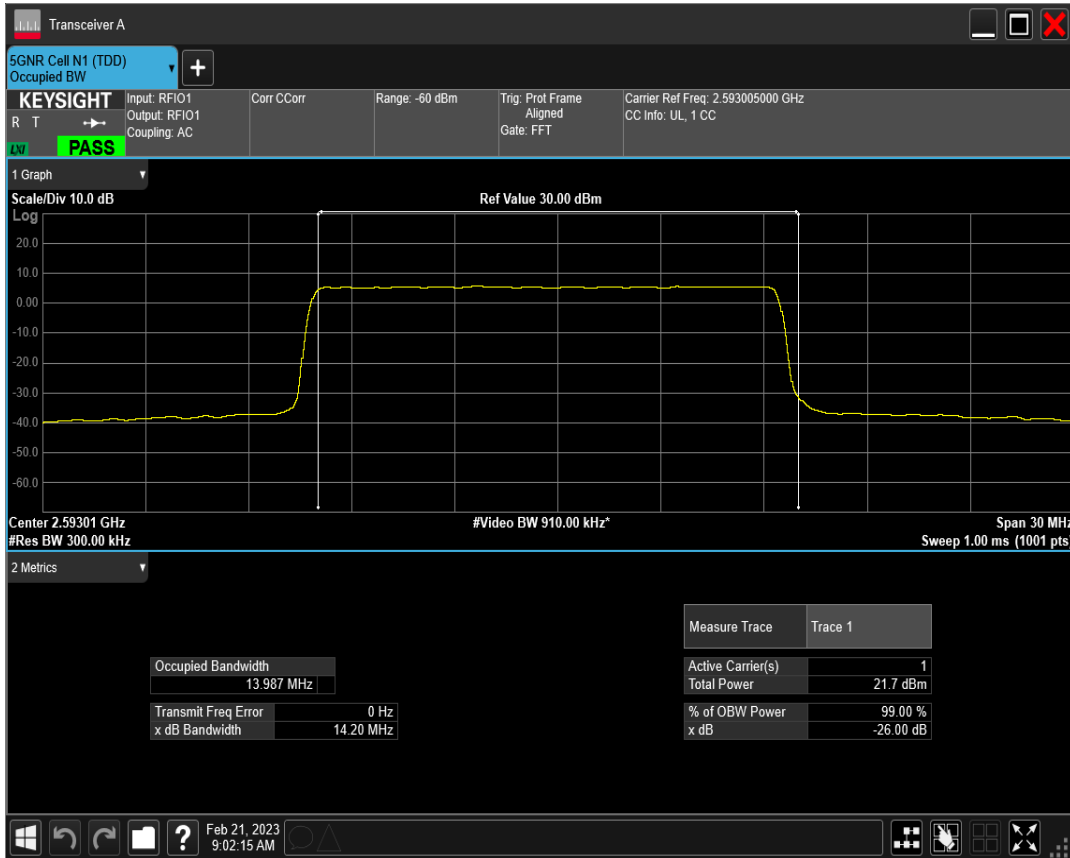 Transceiver A
5GNR Cell N1 (TDD)
Occupied BW
+
KEYSIGHT Input: RFIO1 Corr CCorr Range: -60 dBm Trig: Prot Frame Carrier Ref Freq: 2.593005000 GHz
R T Output: RFIO1 Aligned CC Info: UL, 1 CC
Coupling: AC Gate: FFT
LXI PASS
1 Graph
Scale/Div 10.0 dB Ref Value 30.00 dBm
Log
20.0
10.0
0.00
-10.0
-20.0
-30.0
-40.0
-50.0
-60.0
Center 2.59301 GHz #Video BW 910.00 kHz* Span 30 MHz
#Res BW 300.00 kHz Sweep 1.00 ms (1001 pts)
2 Metrics
Measure Trace Trace 1
Occupied Bandwidth Active Carrier(s) 1
13.987 MHz Total Power 21.7 dBm
Transmit Freq Error 0 Hz % of OBW Power 99.00 %
x dB Bandwidth 14.20 MHz x dB -26.00 dB
? Feb 21, 2023
9:02:15 AM